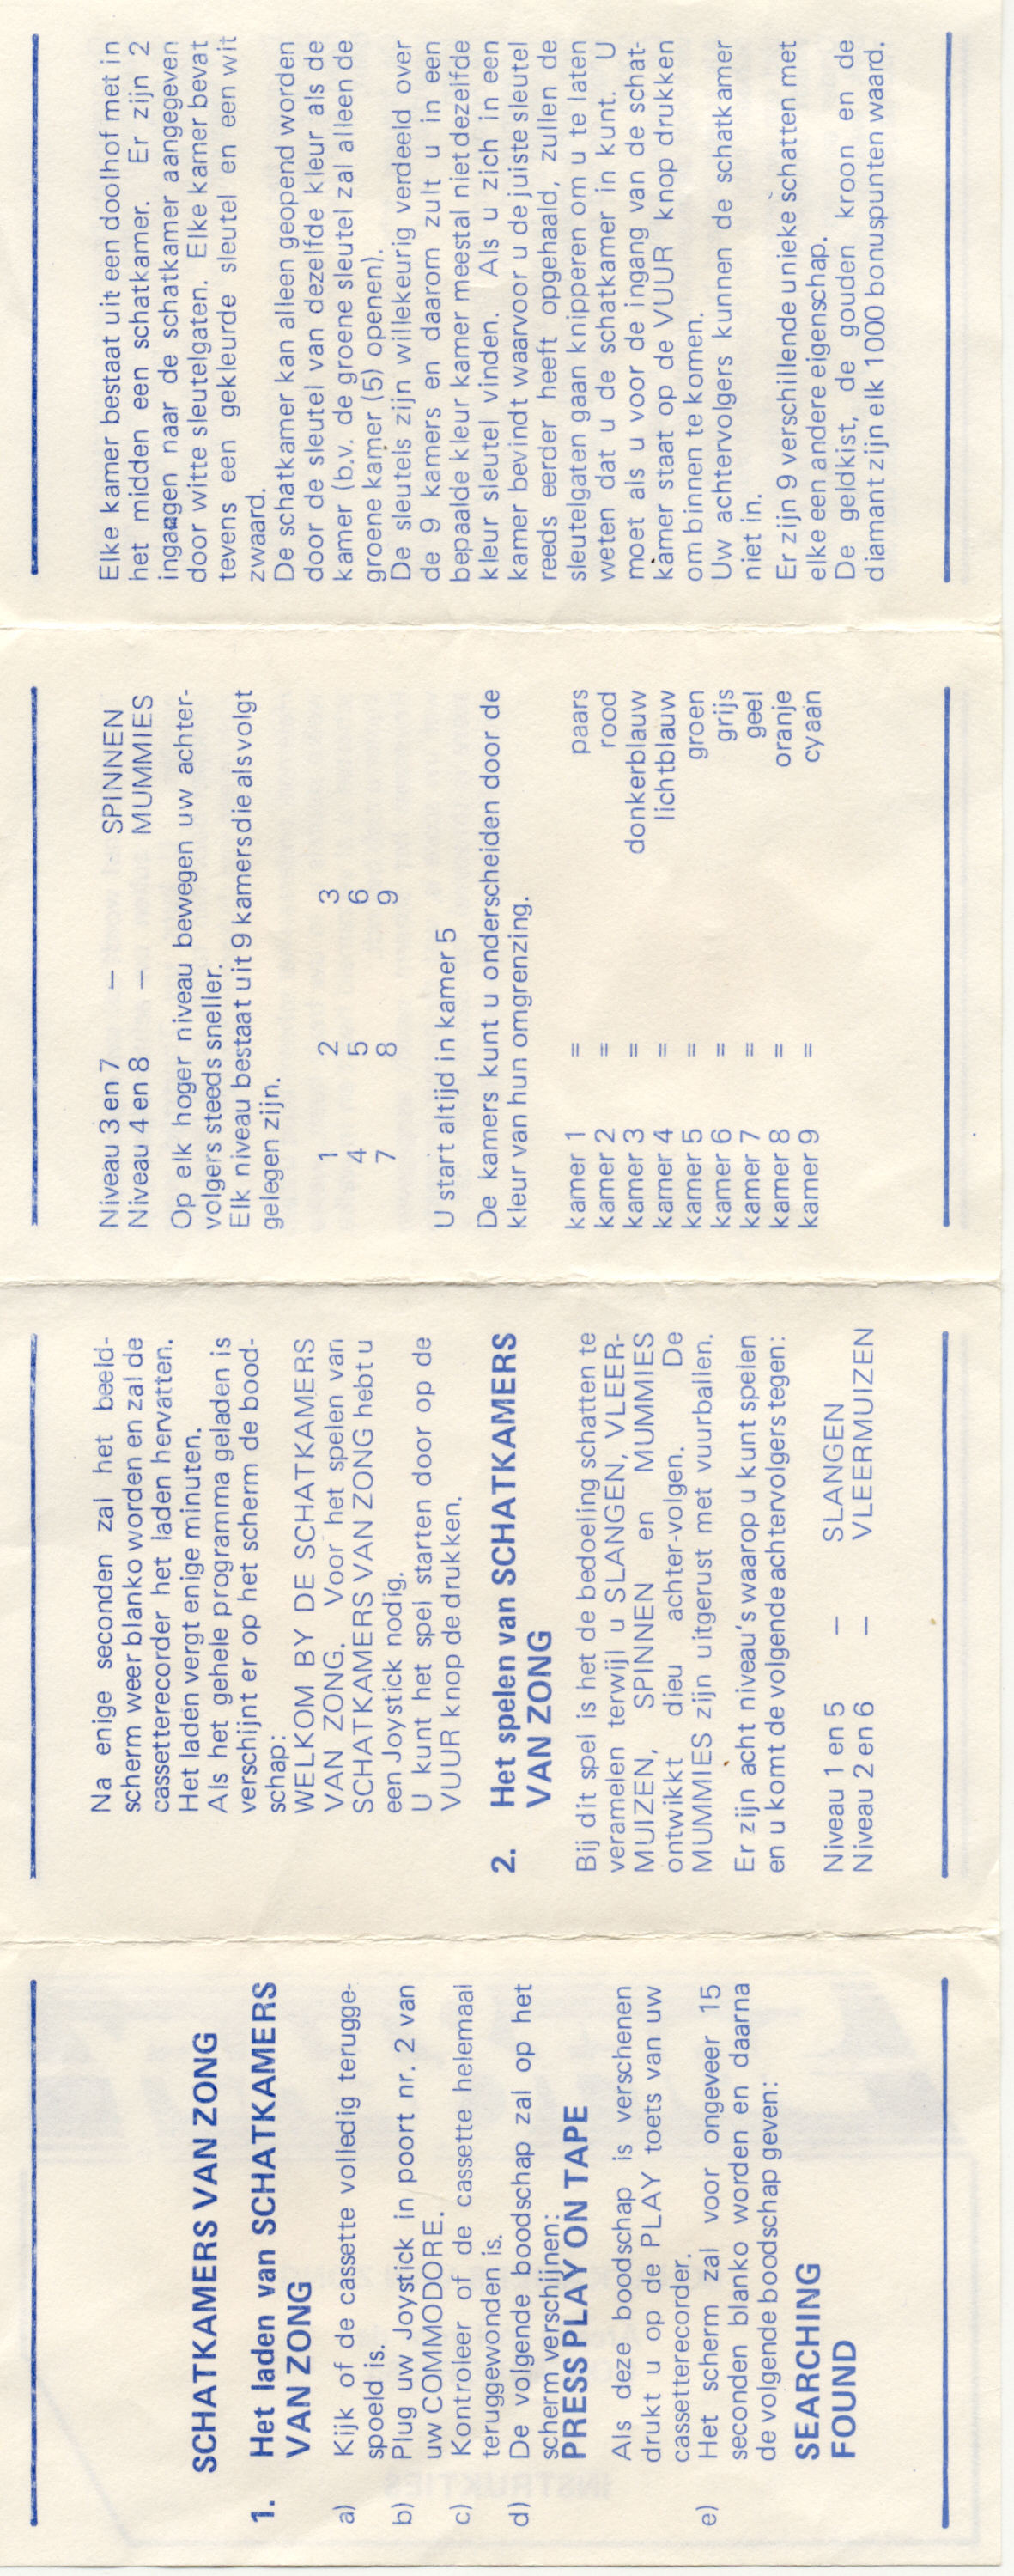 SCHATKAMERS VAN ZONG
1. Het laden van SCHATKAMERS
VAN ZONG
a) Kijk of de cassette volledig terugge-
spoeld is.
b) Plug uw Joystick in poort nr. 2 van
uw COMMODORE.
c) Kontroleer of de cassette helemaal
teruggewonden is.
d) De volgende boodschap zal op het
scherm verschijnen:
PRESS PLAY ON TAPE
Als deze boodschap is verschenen
drukt u op de PLAY toets van uw
cassetterecorder.
e) Het scherm zal voor ongeveer 15
seconden blanko worden en daarna
de volgende boodschap geven:
SEARCHING
FOUND
Na enige seconden zal het beeld-
scherm weer blanko worden en zal de
cassetterecorder het laden hervatten.
Het laden vergt enige minuten.
Als het gehele programma geladen is
verschijnt er op het scherm de bood-
schap:
WELKOM BY DE SCHATKAMERS
VAN ZONG. Voor het spelen van
SCHATKAMERS VAN ZONG hebt u
een Joystick nodig.
U kunt het spel starten door op de
VUUR knop de drukken.
2. Het spelen van SCHATKAMERS
VAN ZONG
Bij dit spel is het de bedoeling schatten te
veramelen terwijl u SLANGEN, VLEER-
MUIZEN, SPINNEN en MUMMIES
ontwikkt dieu achter-volgen. De
MUMMIES zijn uitgerust met vuurballen.
Er zijn acht niveau's waarop u kunt spelen
en u komt de volgende achtervolgers tegen:
Niveau 1 en 5 – SLANGEN
Niveau 2 en 6 – VLEERMUIZEN
Niveau 3 en 7 – SPINNEN
Niveau 4 en 8 – MUMMIES
Op elk hoger niveau bewegen uw achter-
volgers steeds sneller.
Elk niveau bestaat uit 9 kamers die als volgt
gelegen zijn.
1 2 3
4 5 6
7 8 9
U start altijd in kamer 5
De kamers kunt u onderscheiden door de
kleur van hun omgrenzing.
kamer 1 = paars
kamer 2 = rood
kamer 3 = donkerblauw
kamer 4 = lichtblauw
kamer 5 = groen
kamer 6 = grijs
kamer 7 = geel
kamer 8 = oranje
kamer 9 = cyaan
Elke kamer bestaat uit een doolhof met in
het midden een schatkamer. Er zijn 2
ingangen naar de schatkamer aangegeven
door witte sleutelgaten. Elke kamer bevat
tevens een gekleurde sleutel en een wit
zwaard.
De schatkamer kan alleen geopend worden
door de sleutel van dezelfde kleur als de
kamer (b.v. de groene sleutel zal alleen de
groene kamer (5) openen).
De sleutels zijn willekeurig verdeeld over
de 9 kamers en daarom zult u in een
bepaalde kleur kamer meestal niet dezelfde
kleur sleutel vinden. Als u zich in een
kamer bevindt waarvoor u de juiste sleutel
reeds eerder heeft opgehaald, zullen de
sleutelgaten gaan knipperen om u te laten
weten dat u de schatkamer in kunt. U
moet als u voor de ingang van de schat-
kamer staat op de VUUR knop drukken
om binnen te komen.
Uw achtervolgers kunnen de schatkamer
niet in.
Er zijn 9 verschillende unieke schatten met
elke een andere eigenschap.
De geldkist, de gouden kroon en de
diamant zijn elk 1000 bonuspunten waard.